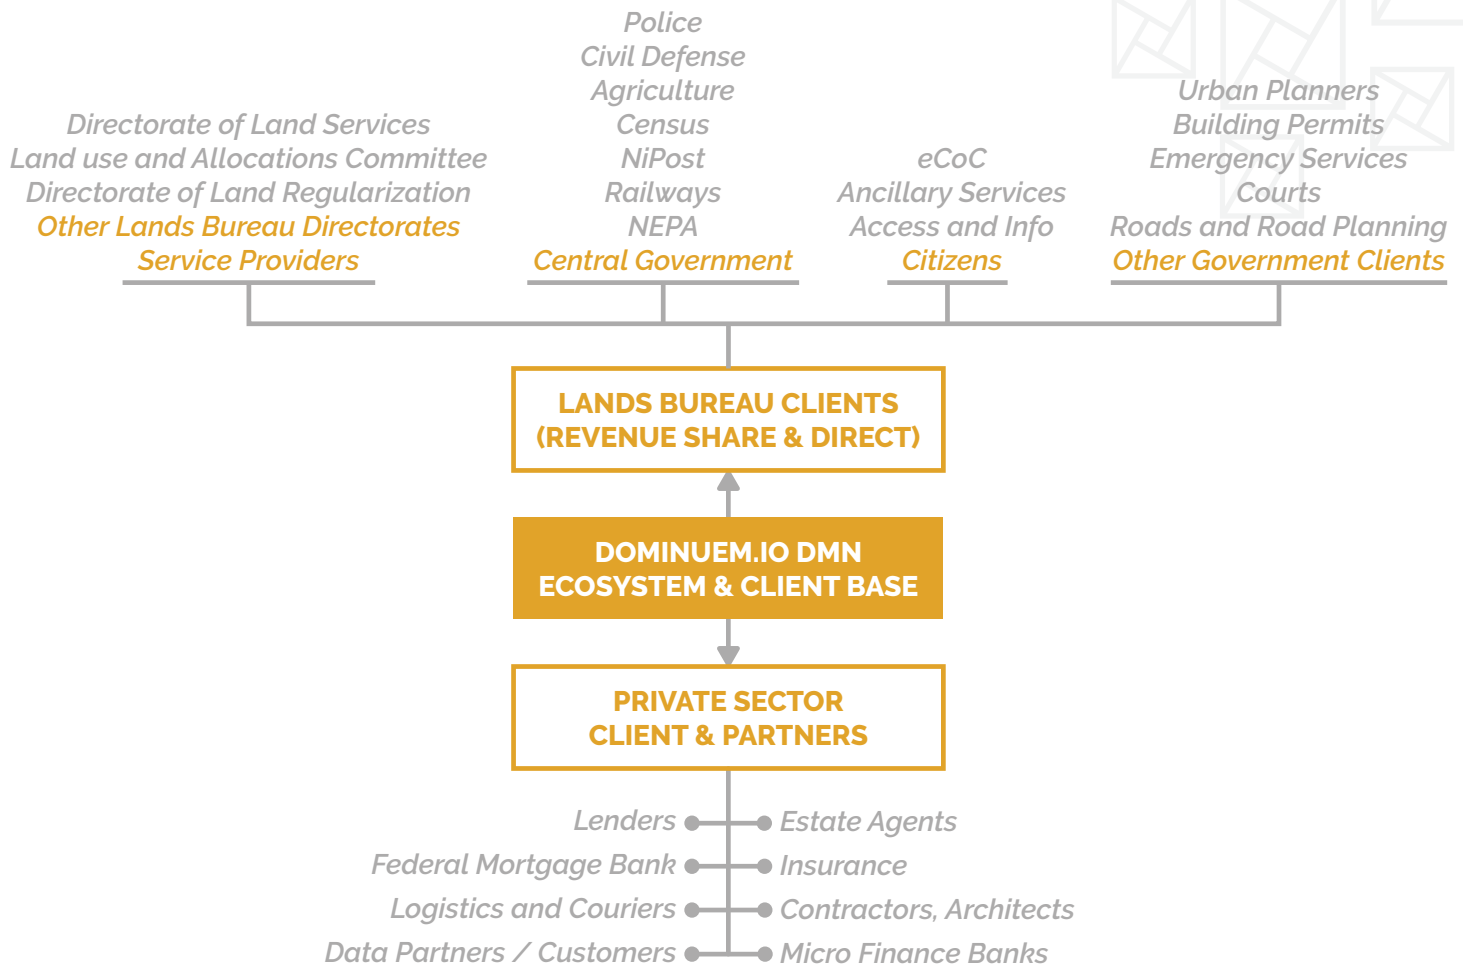 Directorate of Land Services
Land use and Allocations Committee
Directorate of Land Regularization
Other Lands Bureau Directorates
Service Providers
Police
Civil Defense
Agriculture
Census
NiPost
Railways
NEPA
Central Government
eCoC
Ancillary Services
Access and Info
Citizens
Urban Planners
Building Permits
Emergency Services
Courts
Roads and Road Planning
Other Government Clients
LANDS BUREAU CLIENTS
(REVENUE SHARE & DIRECT)
DOMINUEM.IO DMN
ECOSYSTEM & CLIENT BASE
PRIVATE SECTOR
CLIENT & PARTNERS
Lenders
Estate Agents
Federal Mortgage Bank
Insurance
Logistics and Couriers
Contractors, Architects
Data Partners / Customers
Micro Finance Banks